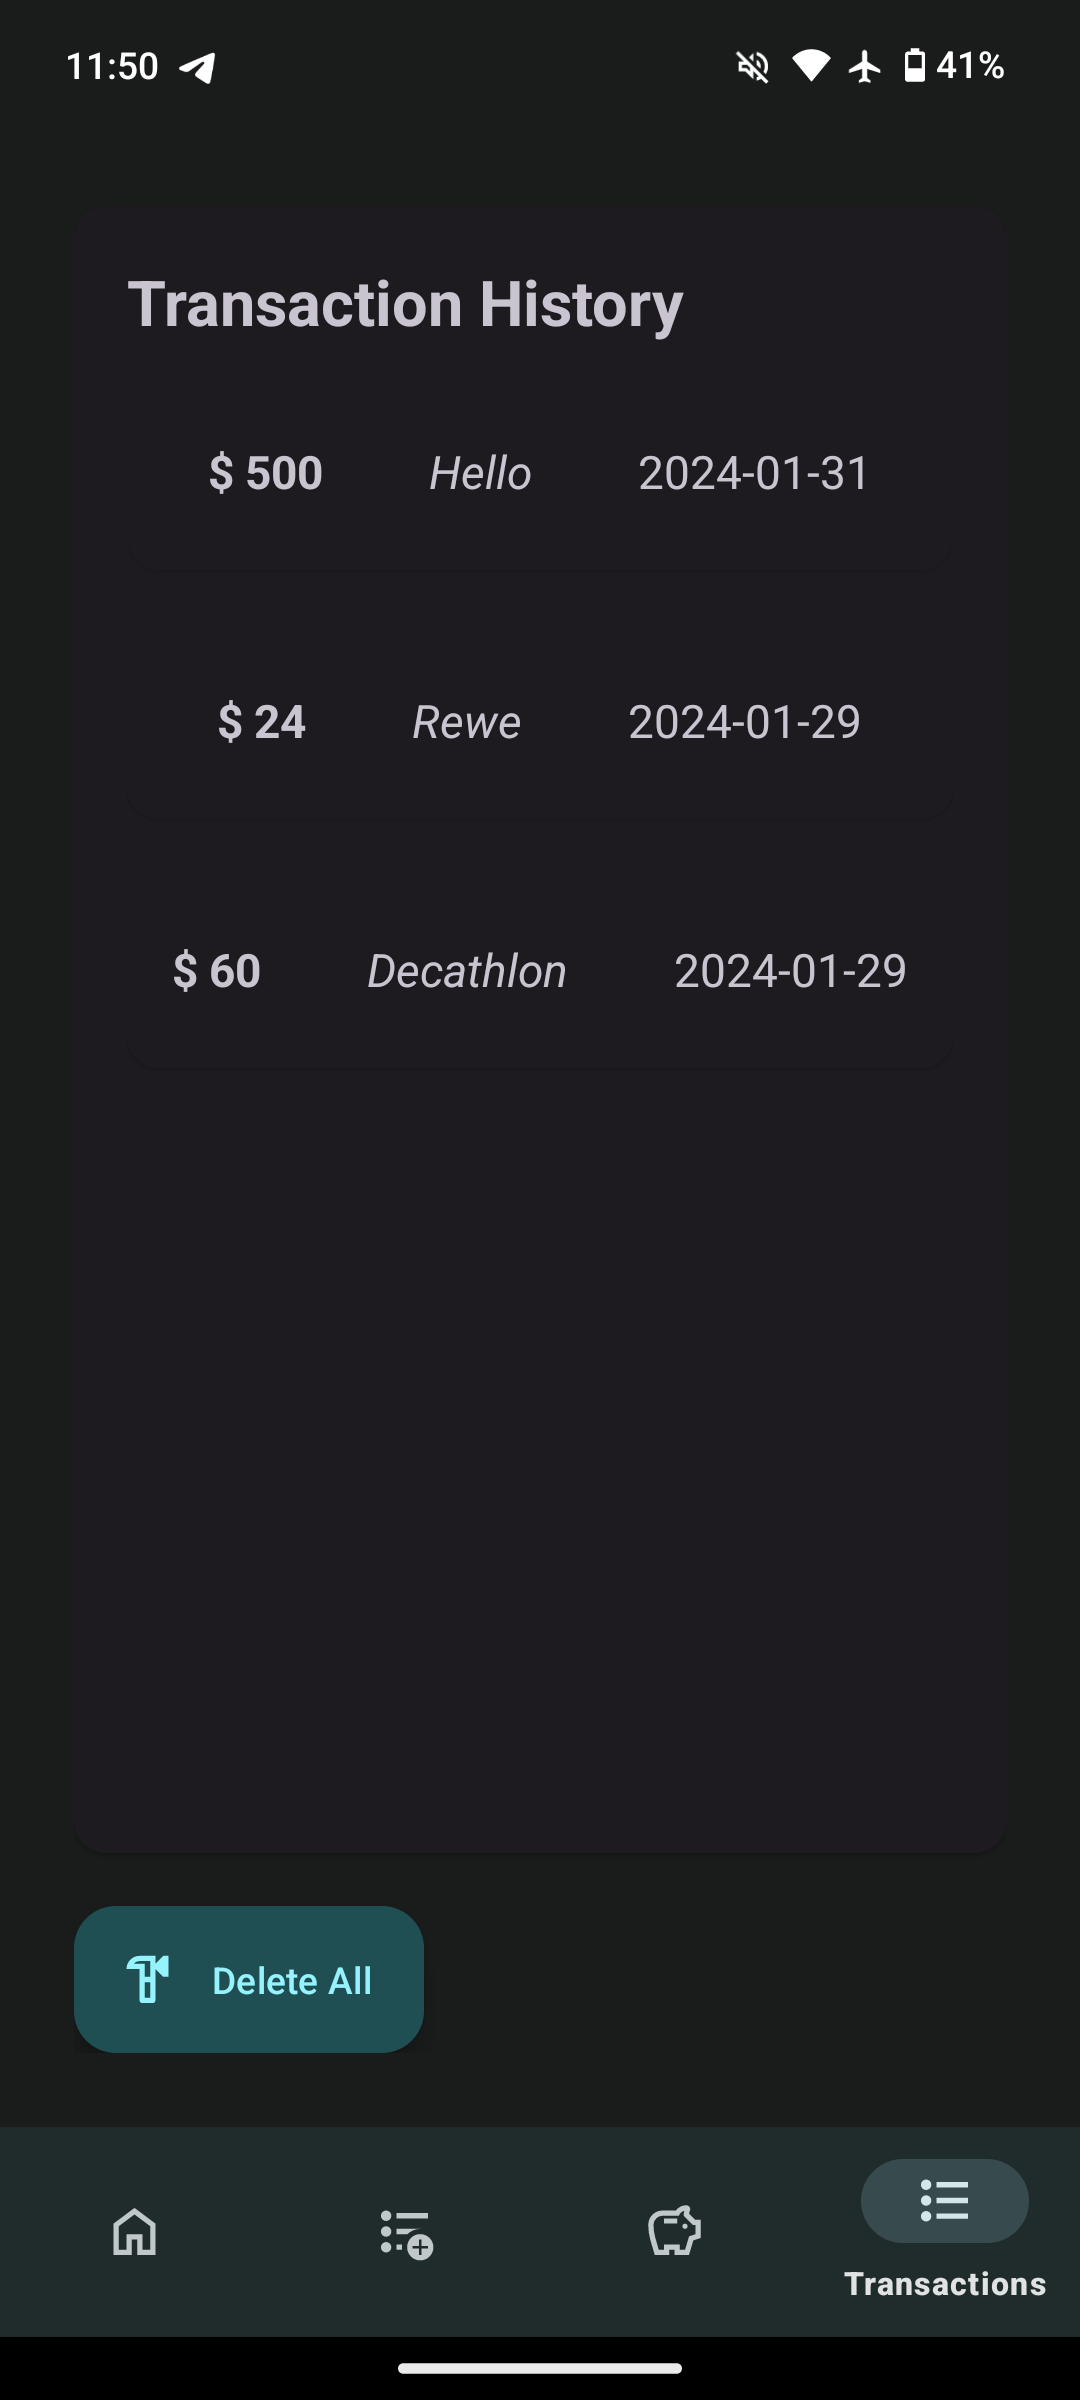 11:50 41%
Transaction History
$ 500 Hello 2024-01-31
$ 24 Rewe 2024-01-29
$ 60 Decathlon 2024-01-29
Delete All
Transactions